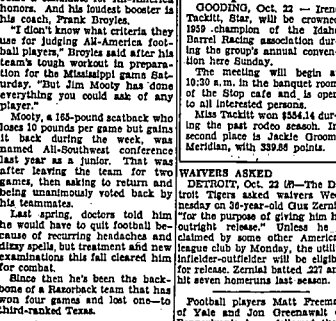 honors. And his loudest booster is
his coach, Frank Broyles.
"I don't know what criteria they
use for judging All-America foot-
ball players," Broyles said after his
team's tough workout in prepara-
tion for the Mississippi game Sat-
urday. "But Jim Mooty has done
everything you could ask of any
player."
Mooty, a 165-pound scatback who
loses 10 pounds per game but gains
it back during the week, was
named All-Southwest conference
last year as a junior. That was
after leaving the team for two
games, then asking to return and
being unanimously voted back by
his teammates.
Last spring, doctors told him
he would have to quit football be-
cause of recurring headaches and
dizzy spells, but treatment and new
examinations this fall cleared him
for combat.
Since then he's been the back-
bone of a Razorback team that has
won four games and lost one—to
third-ranked Texas.
GOODING, Oct. 22 — Iren
Tackitt, Star, will be crown
1959 champion of the Idaho
Barrel Racing association dur-
ing the group's annual conven-
tion here Sunday.
The meeting will begin a
10:30 a.m. in the banquet room
of the Stop cafe and is open
to all interested persons.
Miss Tackitt won $554.14 dur-
ing the past rodeo season. In
second place is Jackie Groom
Meridian, with 339.86 points.
WAIVERS ASKED
DETROIT, Oct. 22 (AP)—The D
troit Tigers asked waivers We
nesday on 36-year-old Gus Zerni
"for the purpose of giving him h
outright release." Unless he
claimed by some other America
league club by Monday, the utili
infielder-outfielder will be eligib
for release. Zernial batted .227 an
hit seven homeruns last season.
Football players Matt Freema
of Yale and Jon Greenawalt